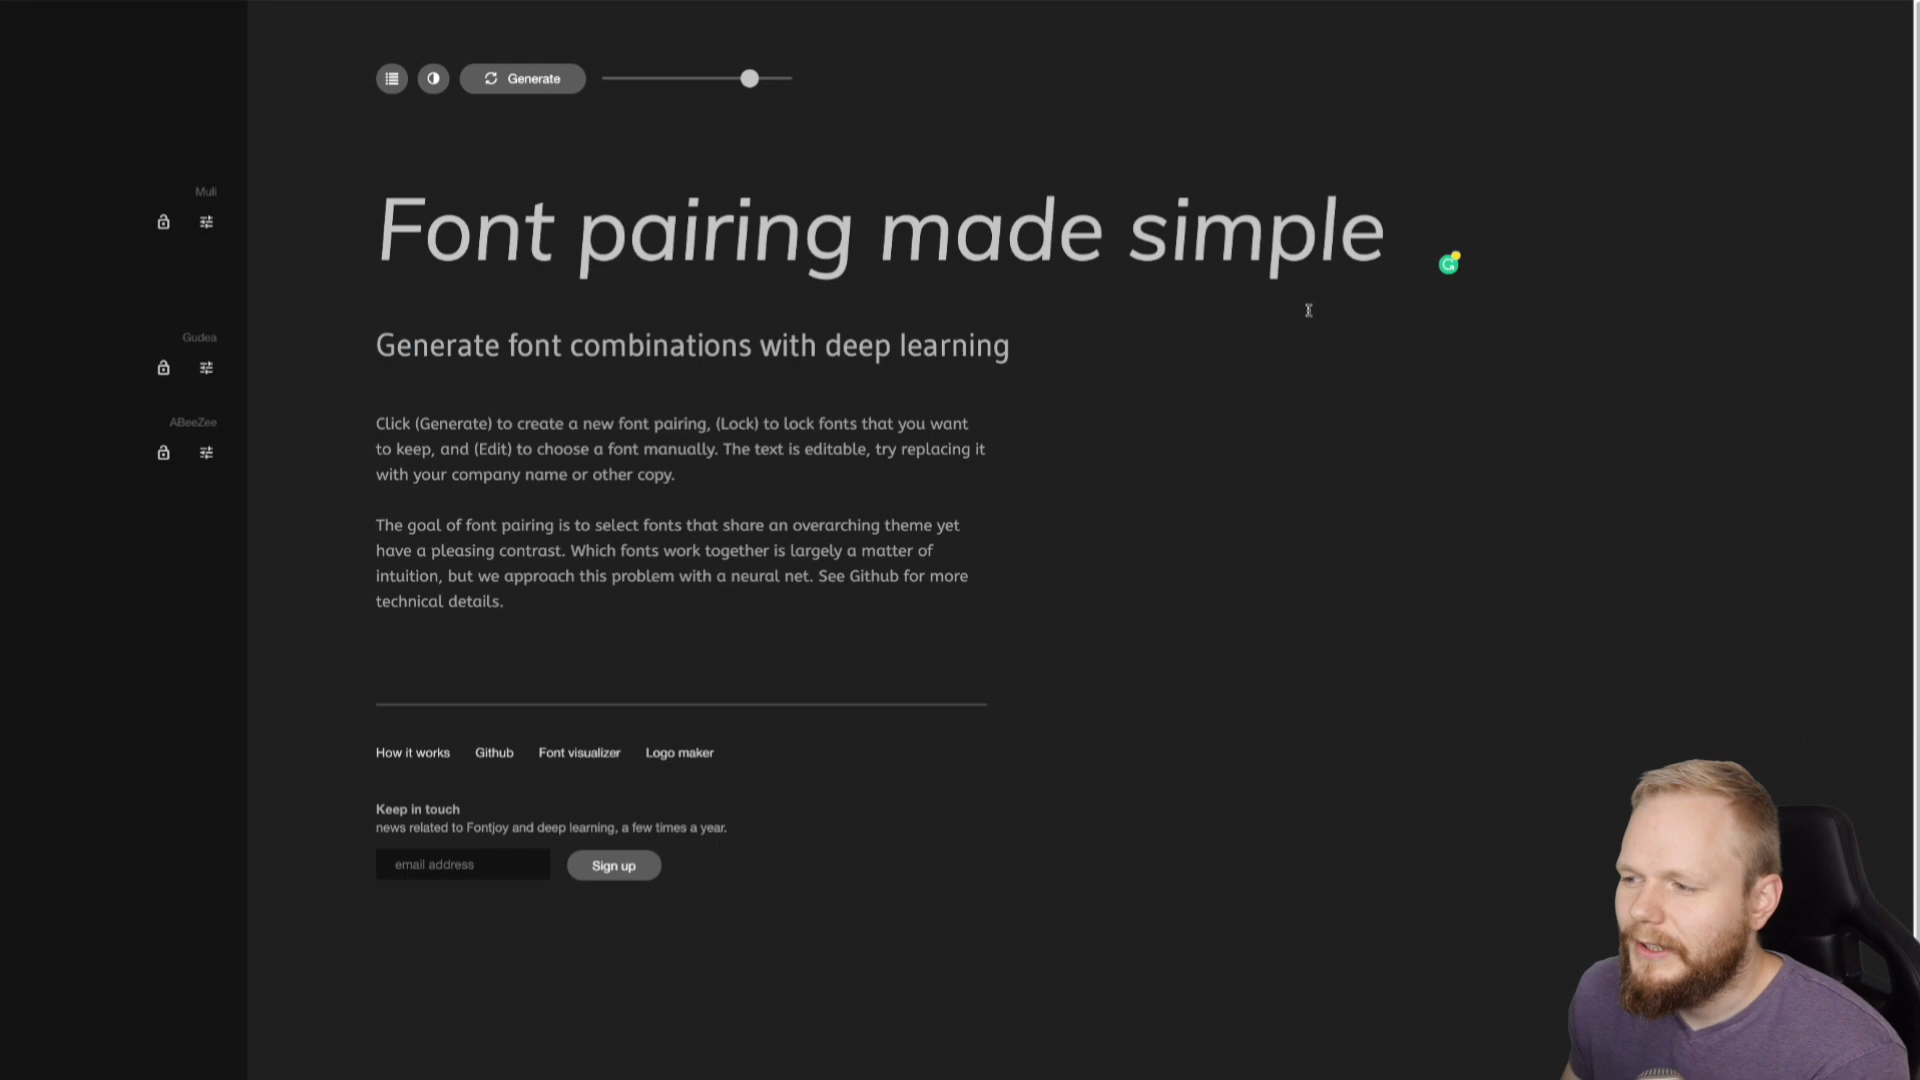 Generate
Muli
Font pairing made simple
Gudea
Generate font combinations with deep learning
ABeeZee
Click (Generate) to create a new font pairing, (Lock) to lock fonts that you want
to keep, and (Edit) to choose a font manually. The text is editable, try replacing it
with your company name or other copy.
The goal of font pairing is to select fonts that share an overarching theme yet
have a pleasing contrast. Which fonts work together is largely a matter of
intuition, but we approach this problem with a neural net. See Github for more
technical details.
How it works Github Font visualizer Logo maker
Keep in touch
news related to Fontjoy and deep learning, a few times a year.
email address Sign up